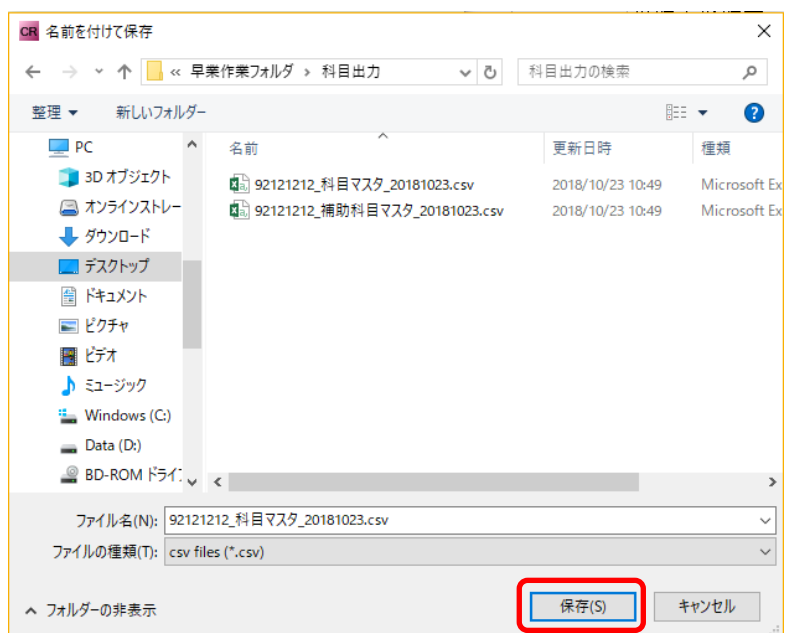 CR 名前を付けて保存
« 早業作業フォルダ › 科目出力
科目出力の検索
整理 新しいフォルダー
PC
3D オブジェクト
オンラインストレー
ダウンロード
デスクトップ
ドキュメント
ピクチャ
ビデオ
ミュージック
Windows (C:)
Data (D:)
BD-ROM ドライブ
名前 更新日時 種類
92121212_科目マスタ_20181023.csv 2018/10/23 10:49 Microsoft Ex
92121212_補助科目マスタ_20181023.csv 2018/10/23 10:49 Microsoft Ex
ファイル名(N): 92121212_科目マスタ_20181023.csv
ファイルの種類(T): csv files (*.csv)
フォルダーの非表示
保存(S) キャンセル